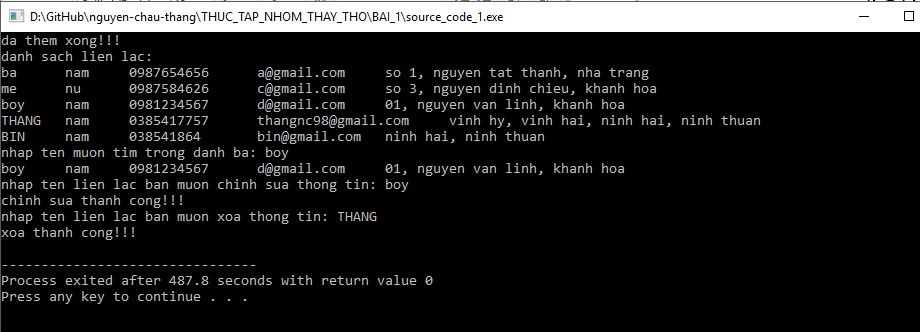 D:\GitHub\nguyen-chau-thang\THUC_TAP_NHOM_THAY_THO\BAI_1\source_code_1.exe
da them xong!!!
danh sach lien lac:
ba nam 0987654656 a@gmail.com so 1, nguyen tat thanh, nha trang
me nu 0987584626 c@gmail.com so 3, nguyen dinh chieu, khanh hoa
boy nam 0981234567 d@gmail.com 01, nguyen van linh, khanh hoa
THANG nam 0385417757 thangnc98@gmail.com vinh hy, vinh hai, ninh hai, ninh thuan
BIN nam 038541864 bin@gmail.com ninh hai, ninh thuan
nhap ten muon tim trong danh ba: boy
boy nam 0981234567 d@gmail.com 01, nguyen van linh, khanh hoa
nhap ten lien lac ban muon chinh sua thong tin: boy
chinh sua thanh cong!!!
nhap ten lien lac ban muon xoa thong tin: THANG
xoa thanh cong!!!
--------------------------------
Process exited after 487.8 seconds with return value 0
Press any key to continue . . .